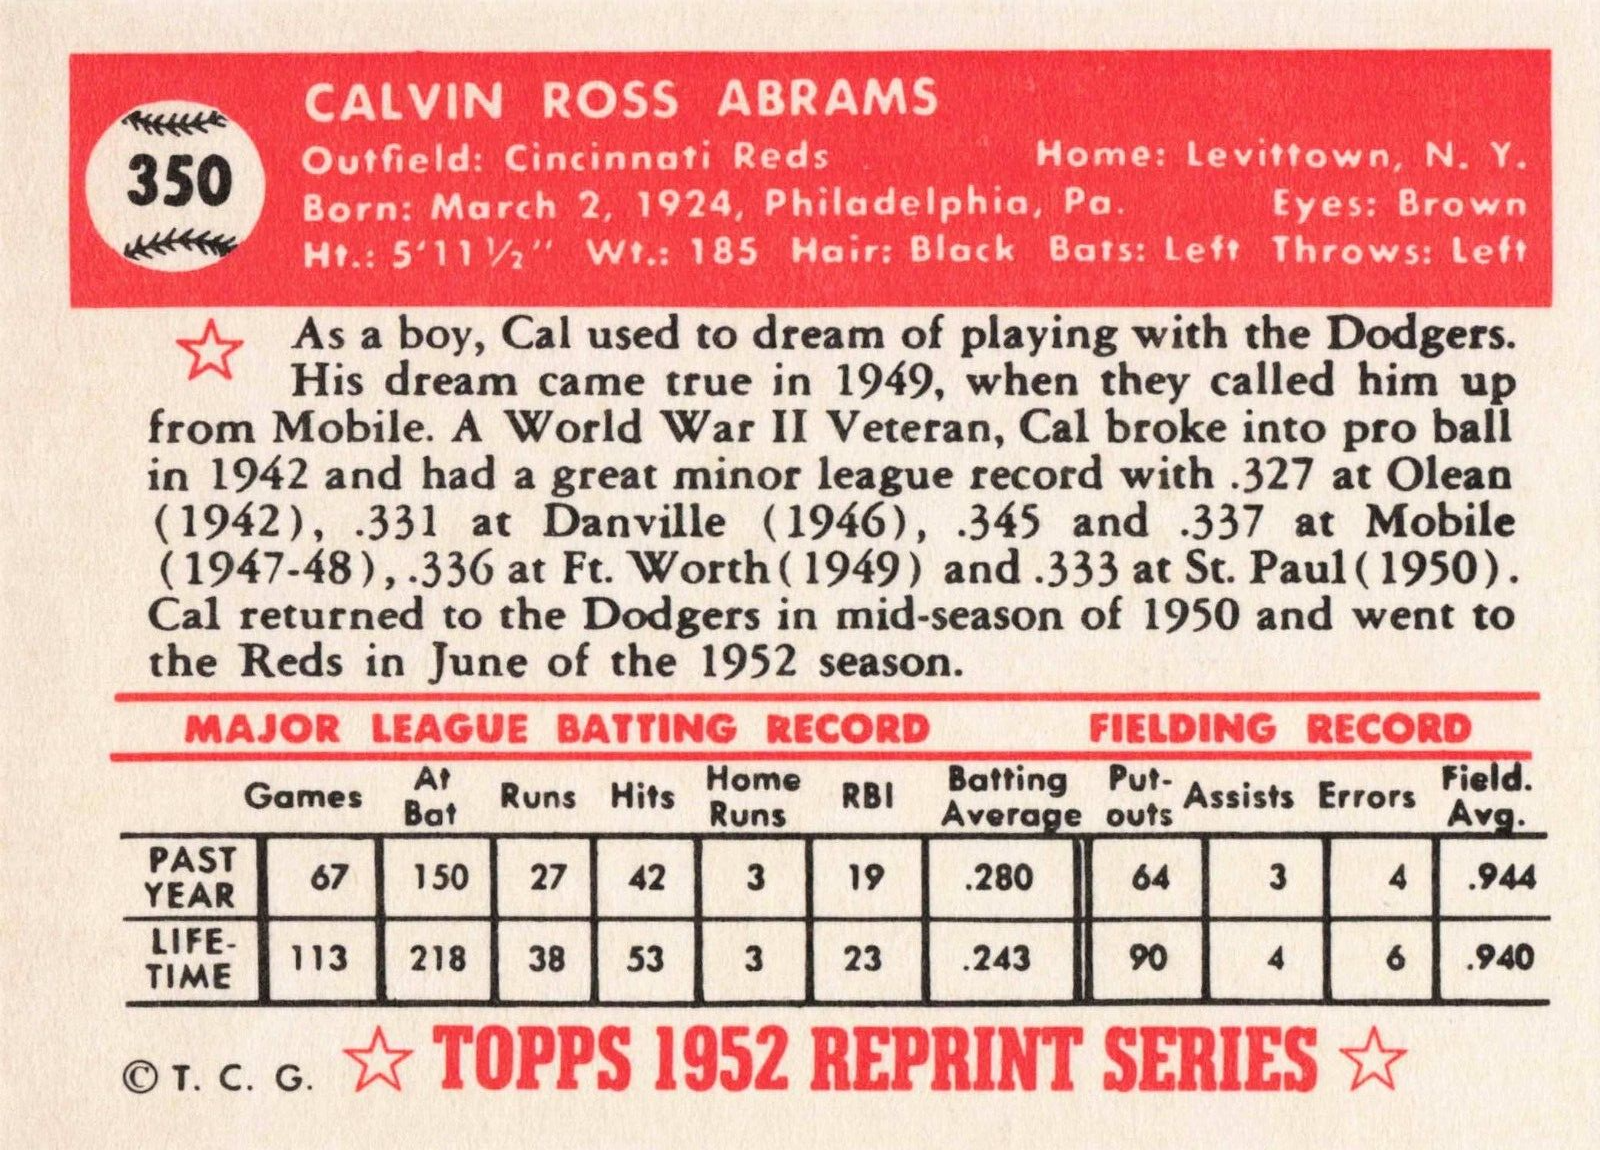 350
CALVIN ROSS ABRAMS
Outfield: Cincinnati Reds Home: Levittown, N. Y.
Born: March 2, 1924, Philadelphia, Pa. Eyes: Brown
Ht.: 5'11½" Wt.: 185 Hair: Black Bats: Left Throws: Left
As a boy, Cal used to dream of playing with the Dodgers.
His dream came true in 1949, when they called him up
from Mobile. A World War II Veteran, Cal broke into pro ball
in 1942 and had a great minor league record with .327 at Olean
(1942), .331 at Danville (1946), .345 and .337 at Mobile
(1947-48), .336 at Ft. Worth (1949) and .333 at St. Paul (1950).
Cal returned to the Dodgers in mid-season of 1950 and went to
the Reds in June of the 1952 season.
MAJOR LEAGUE BATTING RECORD FIELDING RECORD
Games At Bat Runs Hits Home Runs RBI Batting Average Put-outs Assists Errors Field. Avg.
PAST YEAR 67 150 27 42 3 19 .280 64 3 4 .944
LIFE-TIME 113 218 38 53 3 23 .243 90 4 6 .940
© T. C. G. TOPPS 1952 REPRINT SERIES